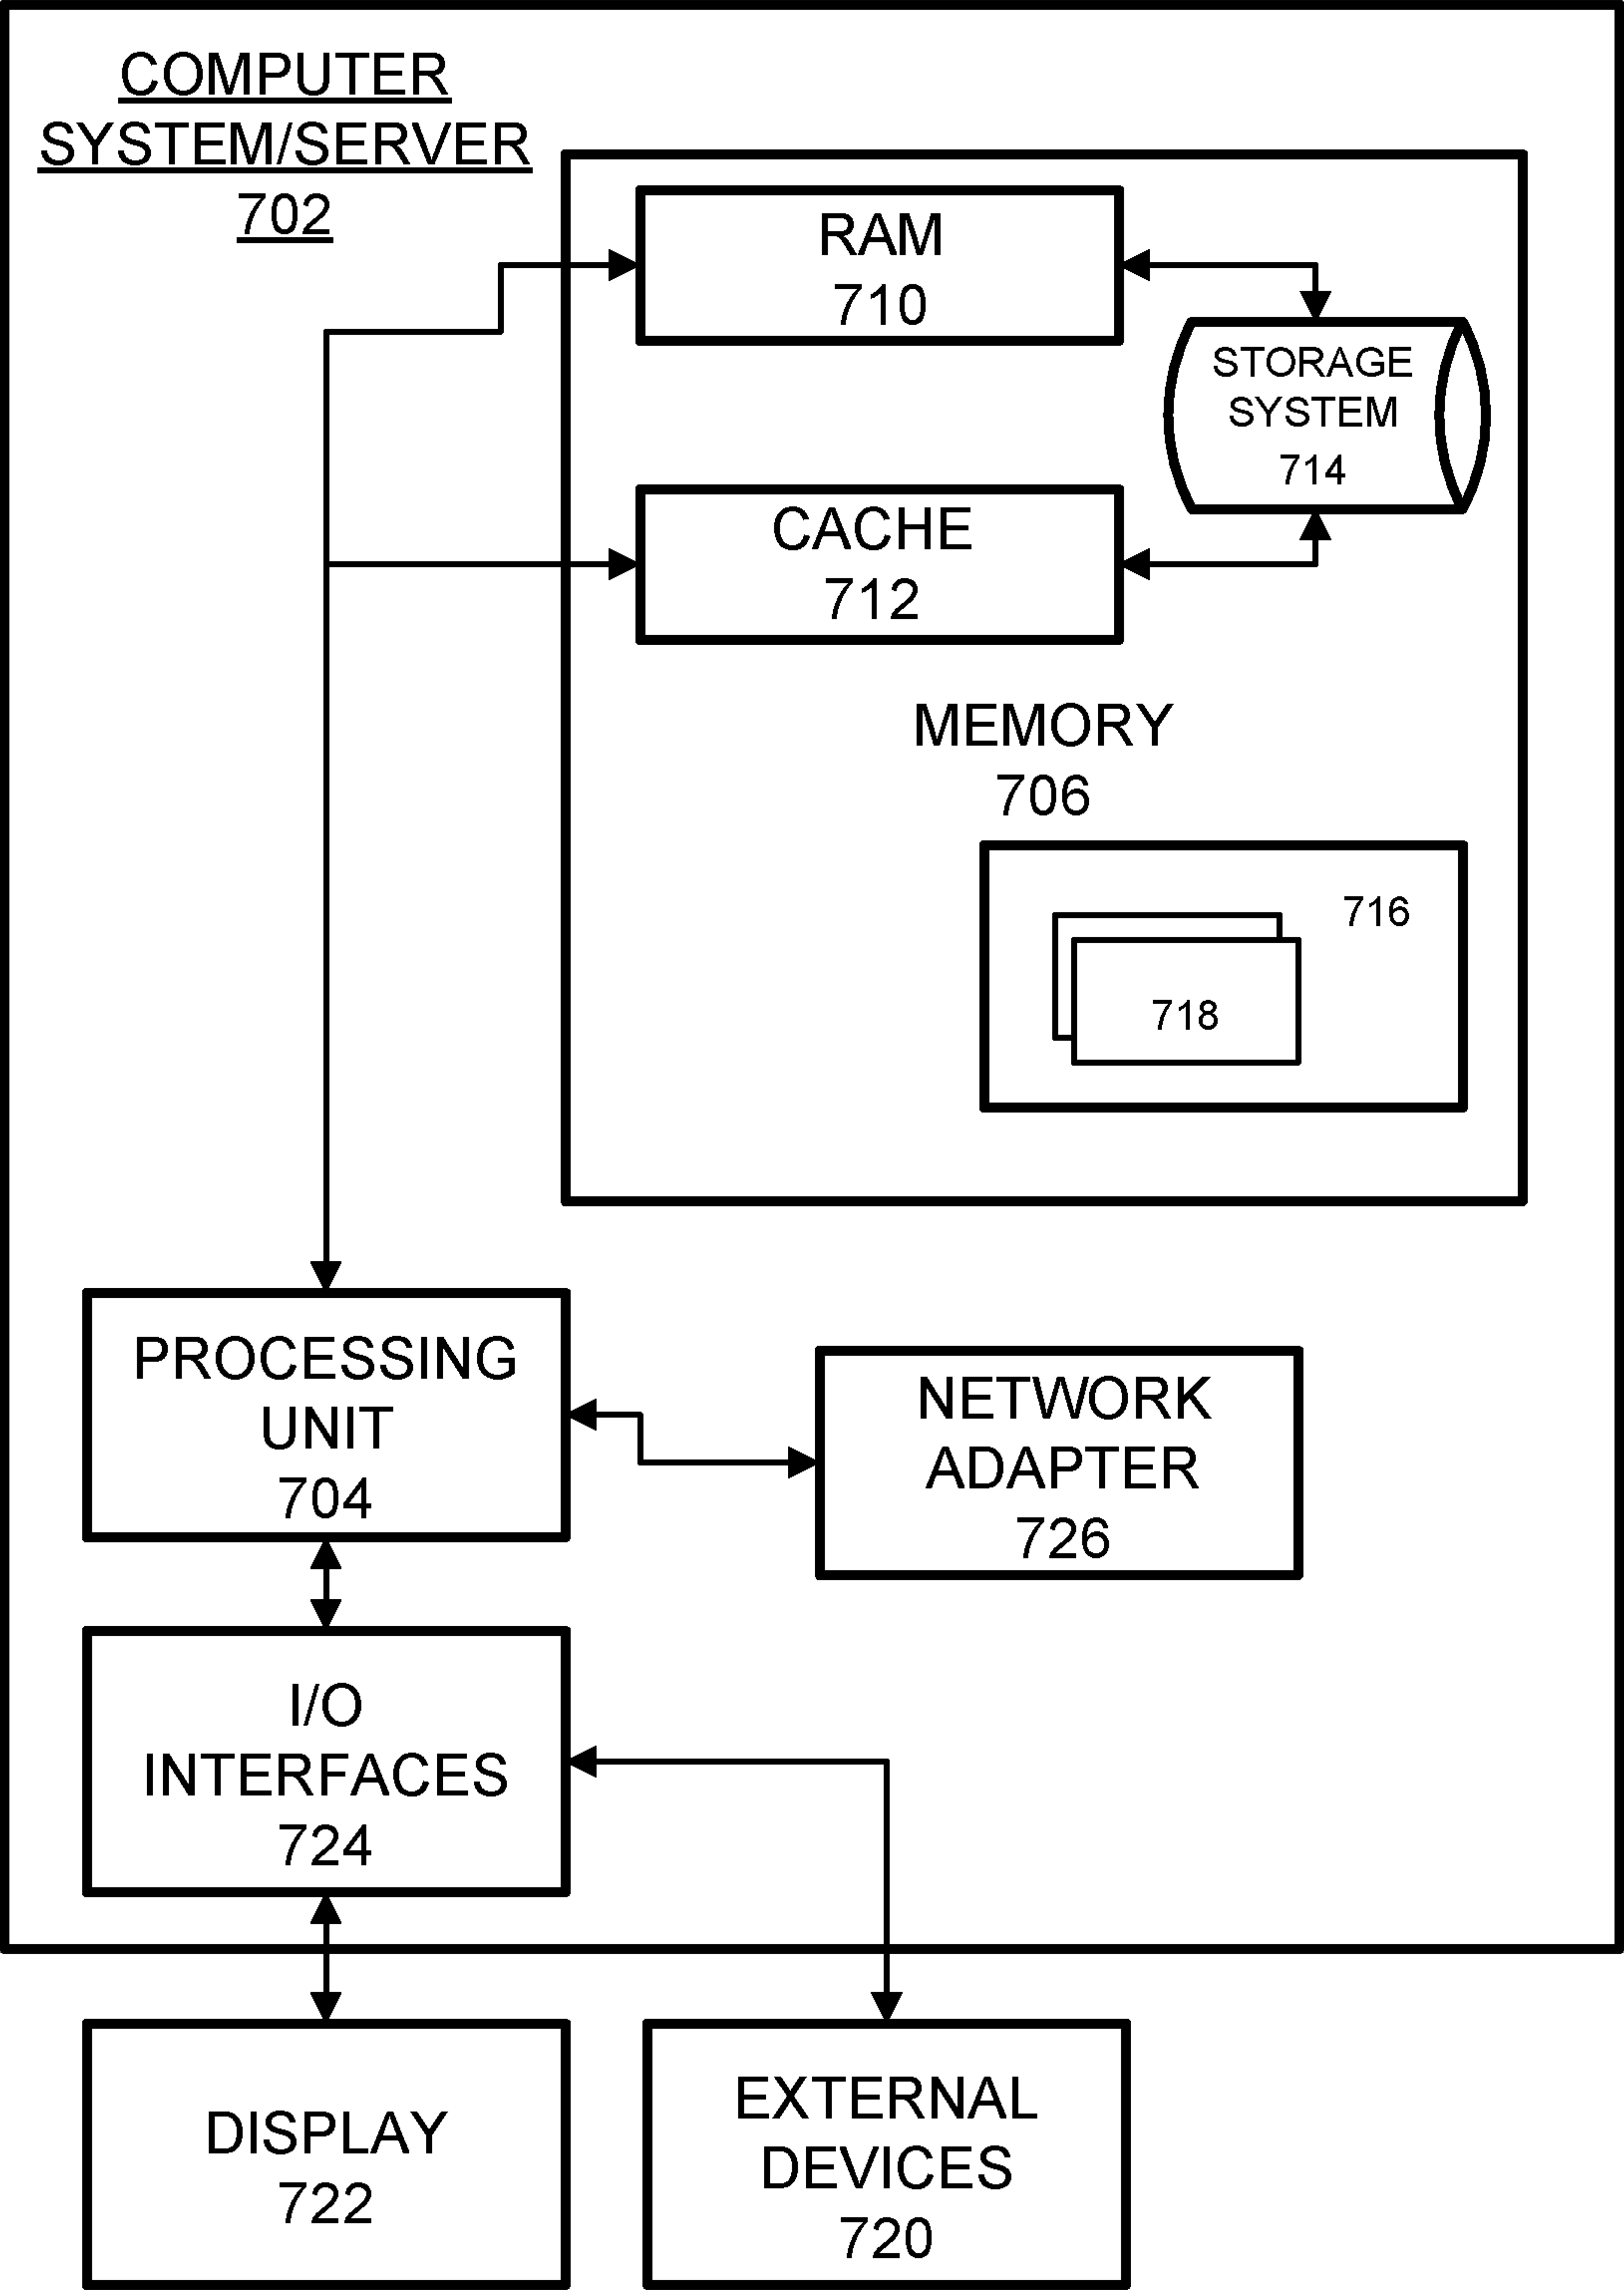 COMPUTER
SYSTEM/SERVER
702
RAM
710
STORAGE
SYSTEM
714
CACHE
712
MEMORY
706
716
718
PROCESSING
UNIT
704
NETWORK
ADAPTER
726
I/O
INTERFACES
724
DISPLAY
722
EXTERNAL
DEVICES
720